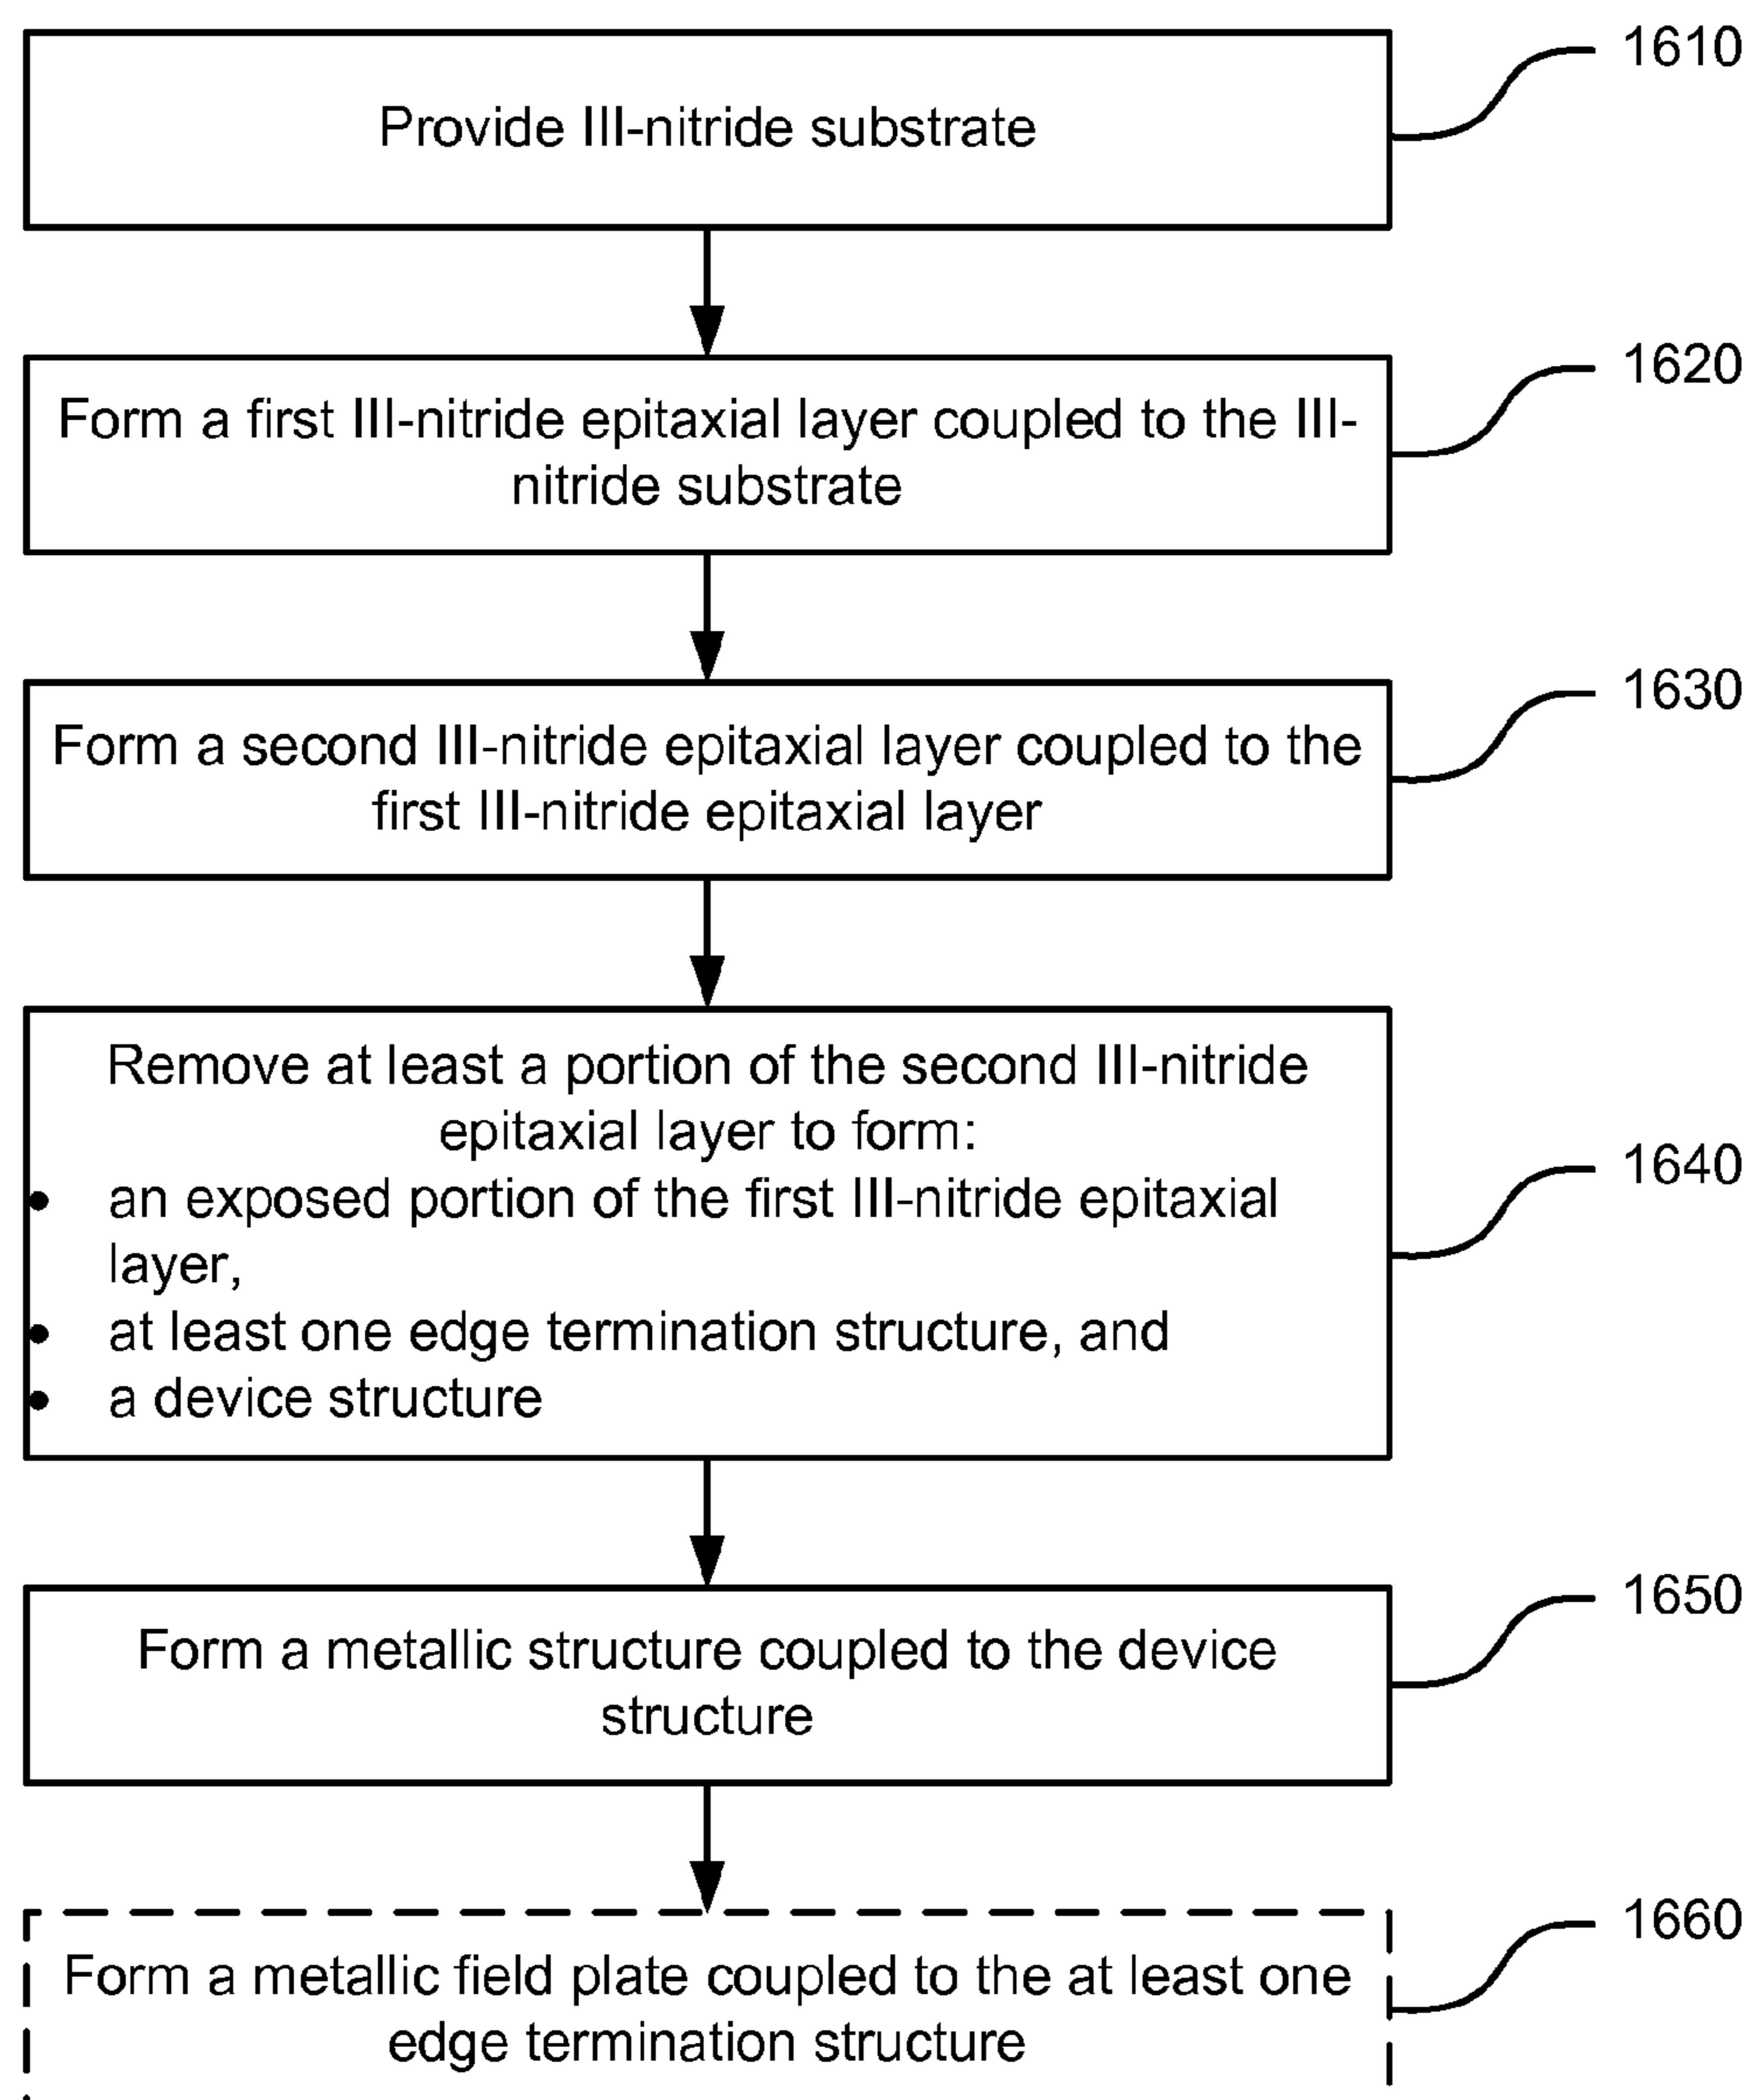 1610
Provide III-nitride substrate
1620
Form a first III-nitride epitaxial layer coupled to the III-
nitride substrate
1630
Form a second III-nitride epitaxial layer coupled to the
first III-nitride epitaxial layer
Remove at least a portion of the second III-nitride
epitaxial layer to form:
1640
• an exposed portion of the first III-nitride epitaxial
layer,
• at least one edge termination structure, and
• a device structure
1650
Form a metallic structure coupled to the device
structure
1660
Form a metallic field plate coupled to the at least one
edge termination structure